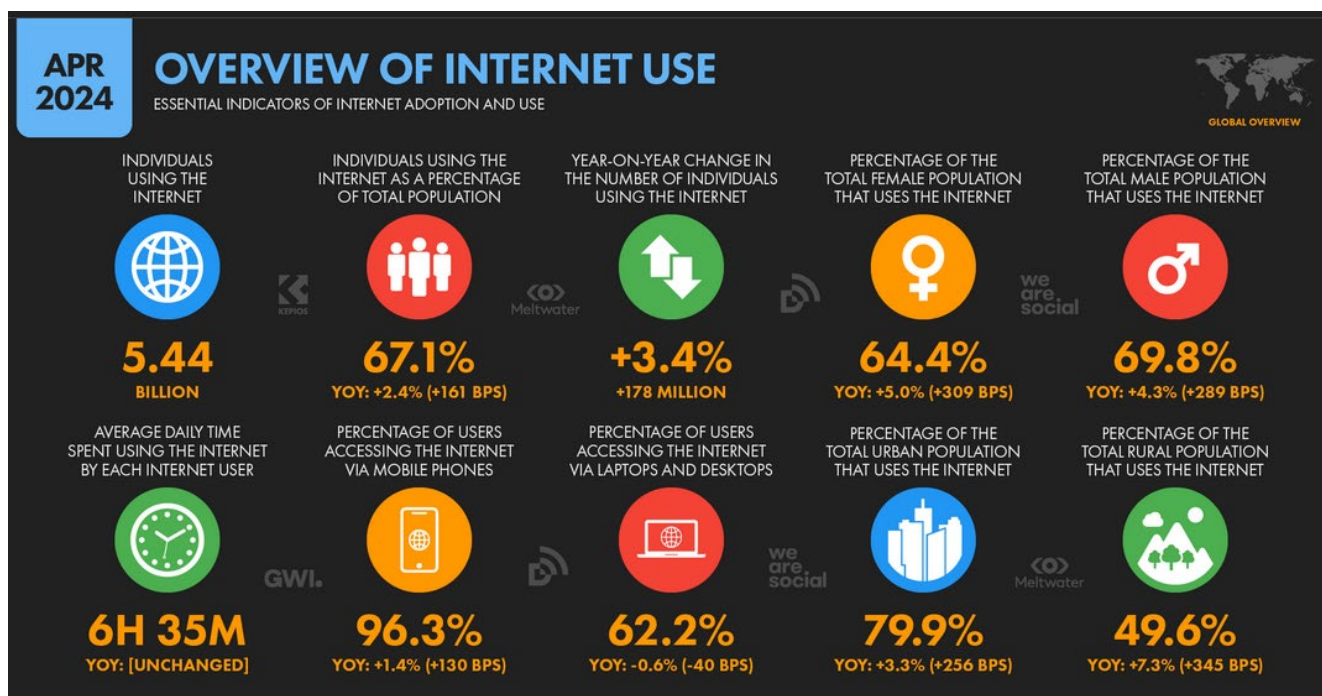 APR
2024
OVERVIEW OF INTERNET USE
ESSENTIAL INDICATORS OF INTERNET ADOPTION AND USE
GLOBAL OVERVIEW
INDIVIDUALS
USING THE
INTERNET
5.44
BILLION
INDIVIDUALS USING THE
INTERNET AS A PERCENTAGE
OF TOTAL POPULATION
67.1%
YOY: +2.4% (+161 BPS)
YEAR-ON-YEAR CHANGE IN
THE NUMBER OF INDIVIDUALS
USING THE INTERNET
+3.4%
+178 MILLION
PERCENTAGE OF THE
TOTAL FEMALE POPULATION
THAT USES THE INTERNET
64.4%
YOY: +5.0% (+309 BPS)
PERCENTAGE OF THE
TOTAL MALE POPULATION
THAT USES THE INTERNET
69.8%
YOY: +4.3% (+289 BPS)
KEPIOS
Meltwater
we
are
social
AVERAGE DAILY TIME
SPENT USING THE INTERNET
BY EACH INTERNET USER
6H 35M
YOY: [UNCHANGED]
PERCENTAGE OF USERS
ACCESSING THE INTERNET
VIA MOBILE PHONES
96.3%
YOY: +1.4% (+130 BPS)
PERCENTAGE OF USERS
ACCESSING THE INTERNET
VIA LAPTOPS AND DESKTOPS
62.2%
YOY: -0.6% (-40 BPS)
PERCENTAGE OF THE
TOTAL URBAN POPULATION
THAT USES THE INTERNET
79.9%
YOY: +3.3% (+256 BPS)
PERCENTAGE OF THE
TOTAL RURAL POPULATION
THAT USES THE INTERNET
49.6%
YOY: +7.3% (+345 BPS)
GWI.
we
are
social
Meltwater